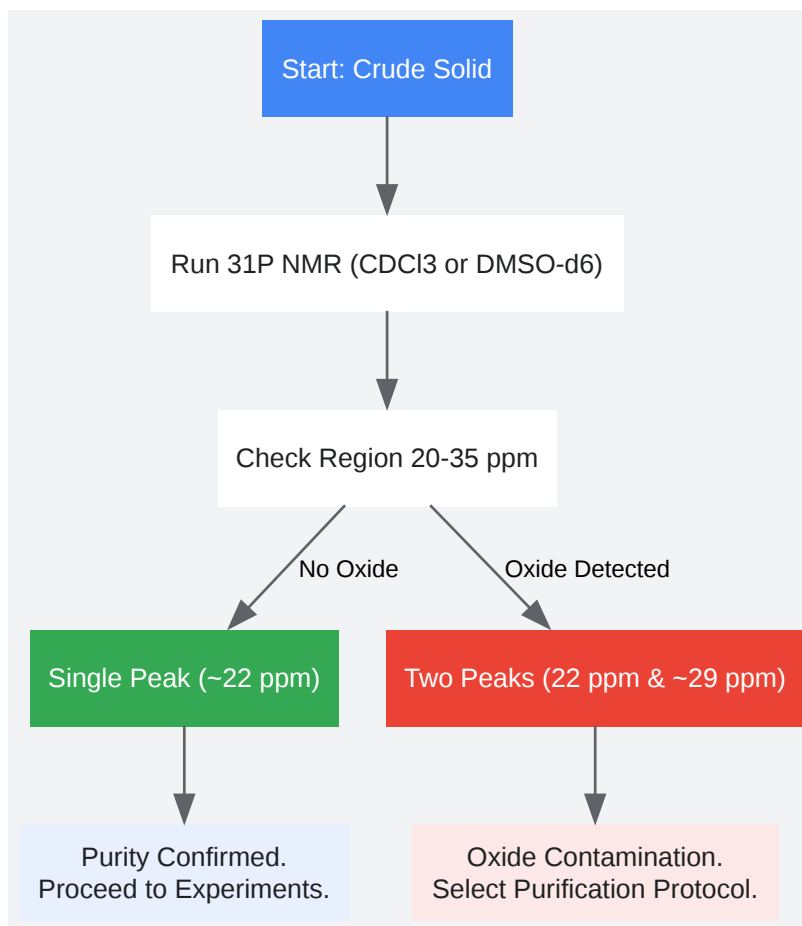 Start: Crude Solid
Run 31P NMR (CDCl3 or DMSO-d6)
Check Region 20-35 ppm
No Oxide
Oxide Detected
Single Peak (~22 ppm)
Two Peaks (22 ppm & ~29 ppm)
Purity Confirmed.
Proceed to Experiments.
Oxide Contamination.
Select Purification Protocol.